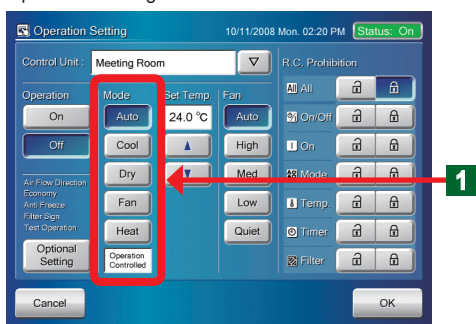 Operation Setting 10/11/2008 Mon. 02:20 PM Status: On
Control Unit : Meeting Room R.C. Prohibition
Operation Mode Set Temp. Fan All All
On Auto 24.0 °C Auto On/Off
Off Cool High On
Dry Med Mode
Air Flow Direction
Economy
Anti Freeze
Filter Sign
Test Operation
Fan Low Temp.
Heat Quiet Timer
Optional
Setting
Operation
Controlled
Filter
Cancel OK
1